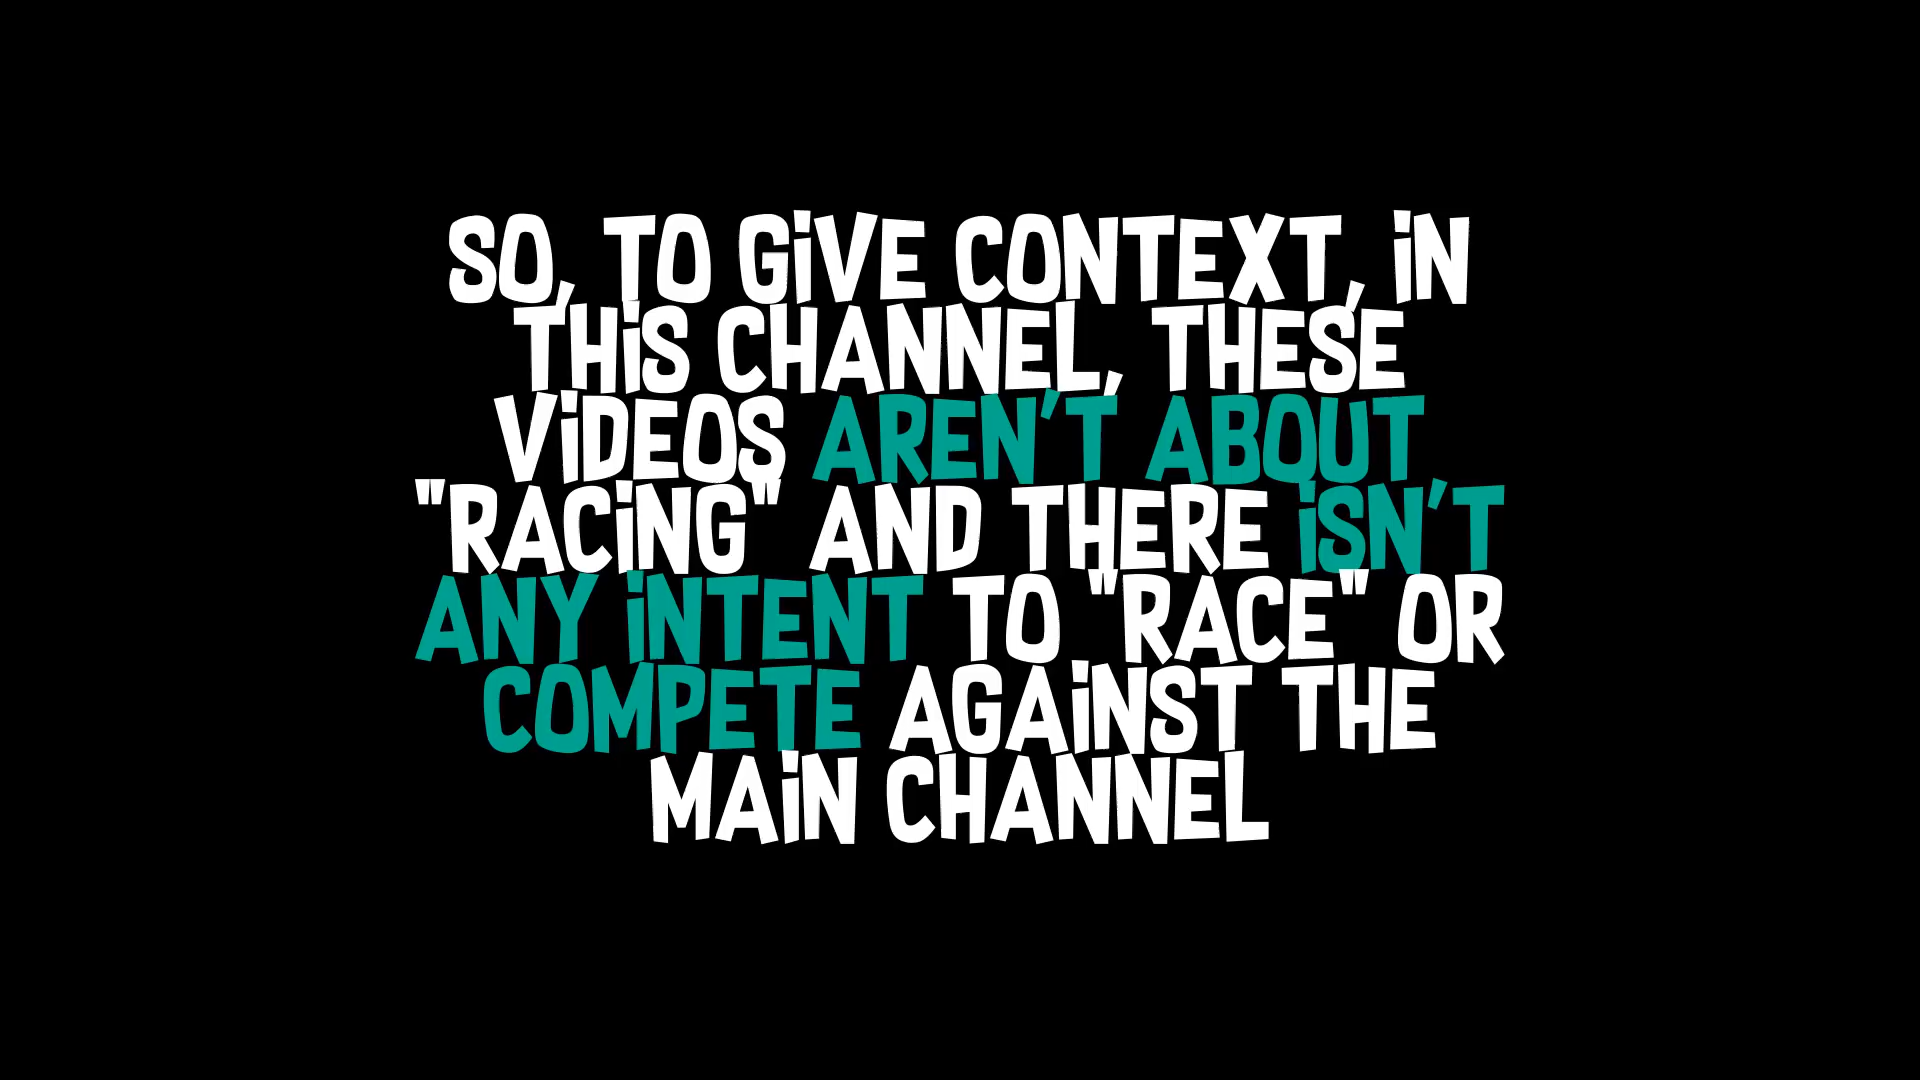 SO, TO GiVE CONTEXT, iN
THiS CHANNEL, THESE
ViDEOS AREN'T ABOUT
"RACiNG" AND THERE iSN'T
ANY iNTENT TO "RACE" OR
COMPETE AGAiNST THE
MAiN CHANNEL